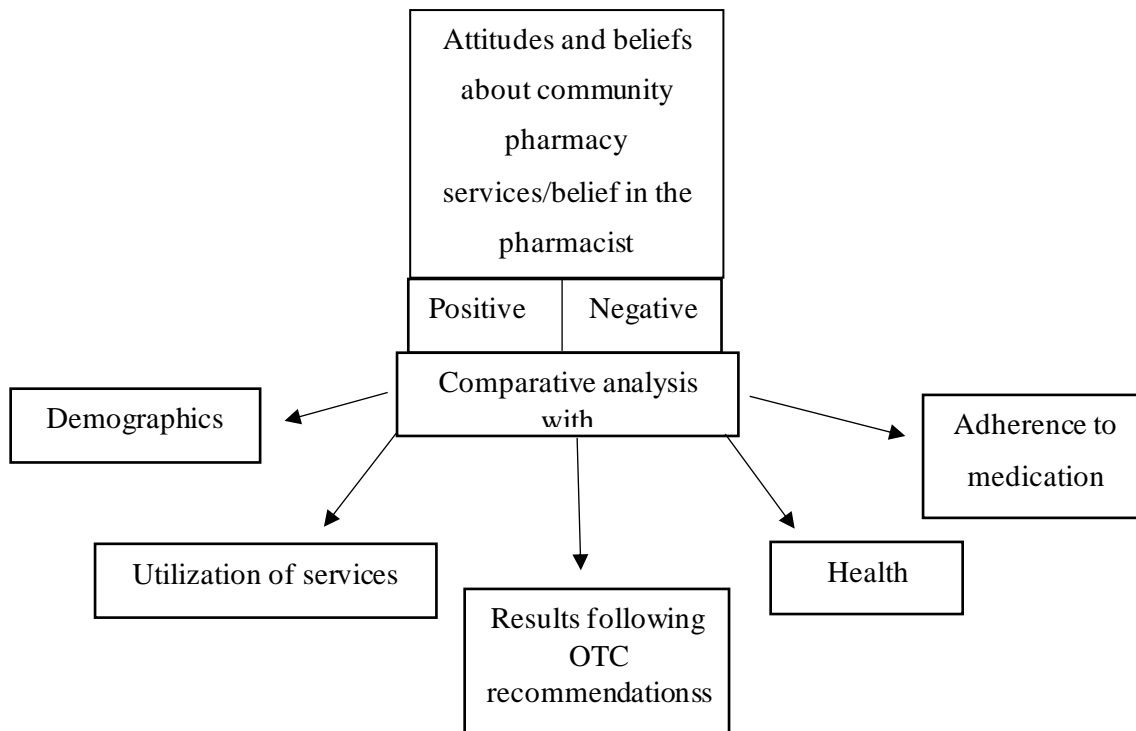 Attitudes and beliefs
about community
pharmacy
services/belief in the
pharmacist
Positive
Negative
Comparative analysis
with
Demographics
Adherence to
medication
Utilization of services
Health
Results following
OTC
recommendationss